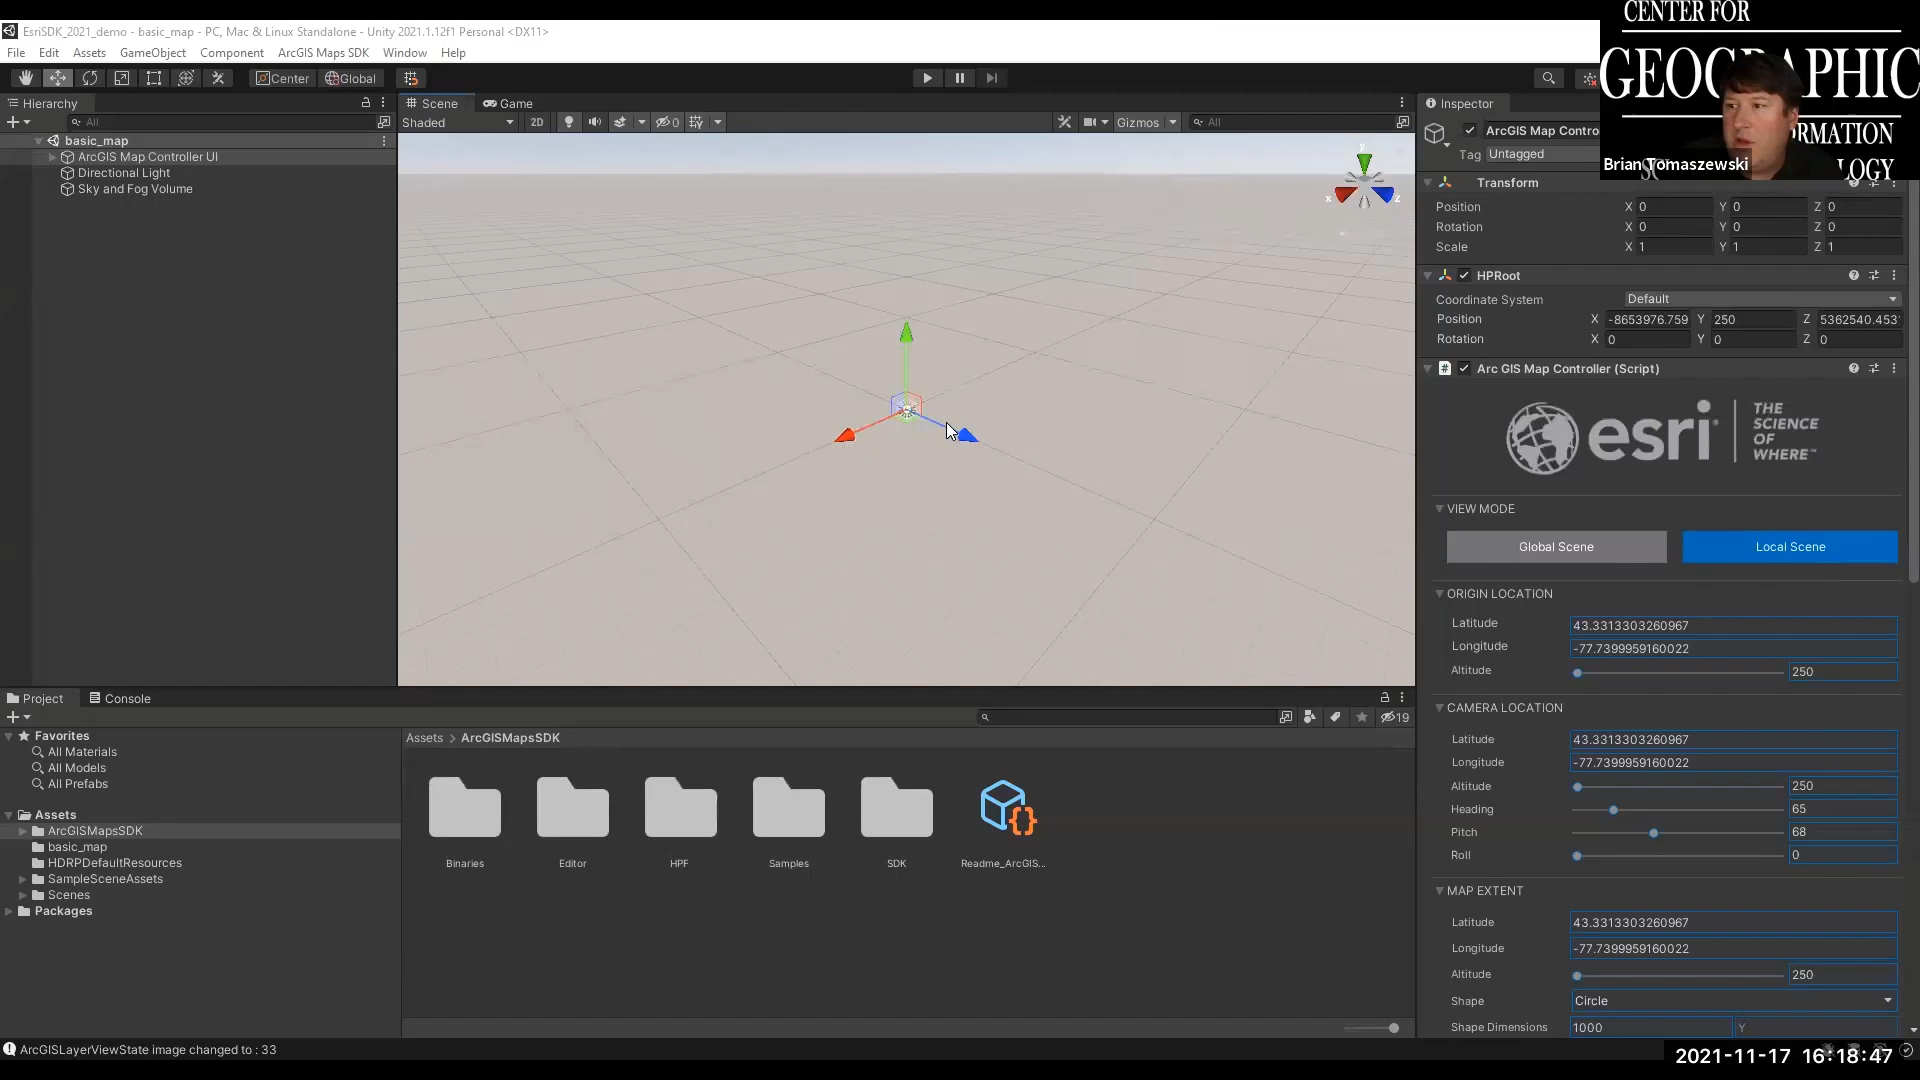 EsriSDK_2021_demo - basic_map - PC, Mac & Linux Standalone - Unity 2021.1.12f1 Personal <DX11>
File Edit Assets GameObject Component ArcGIS Maps SDK Window Help
Center Global
Hierarchy
All
basic_map
ArcGIS Map Controller UI
Directional Light
Sky and Fog Volume
Scene Game
Shaded 2D 0 Gizmos All
y
x z
CENTER FOR
GEOGRAPHIC
RMATION
LOGY
Brian Tomaszewski
Inspector
ArcGIS Map Contro
Tag Untagged
Transform
Position X 0 Y 0 Z 0
Rotation X 0 Y 0 Z 0
Scale X 1 Y 1 Z 1
HPRoot
Coordinate System Default
Position X -8653976.759 Y 250 Z 5362540.453
Rotation X 0 Y 0 Z 0
# Arc GIS Map Controller (Script)
esri THE SCIENCE OF WHERE™
VIEW MODE
Global Scene Local Scene
ORIGIN LOCATION
Latitude 43.3313303260967
Longitude -77.7399959160022
Altitude 250
CAMERA LOCATION
Latitude 43.3313303260967
Longitude -77.7399959160022
Altitude 250
Heading 65
Pitch 68
Roll 0
MAP EXTENT
Latitude 43.3313303260967
Longitude -77.7399959160022
Altitude 250
Shape Circle
Shape Dimensions 1000 Y
Project Console
19
Favorites
All Materials
All Models
All Prefabs
Assets
ArcGISMapsSDK
basic_map
HDRPDefaultResources
SampleSceneAssets
Scenes
Packages
Assets > ArcGISMapsSDK
Binaries Editor HPF Samples SDK Readme_ArcGIS...
ArcGISLayerViewState image changed to : 33
2021-11-17 16:18:47